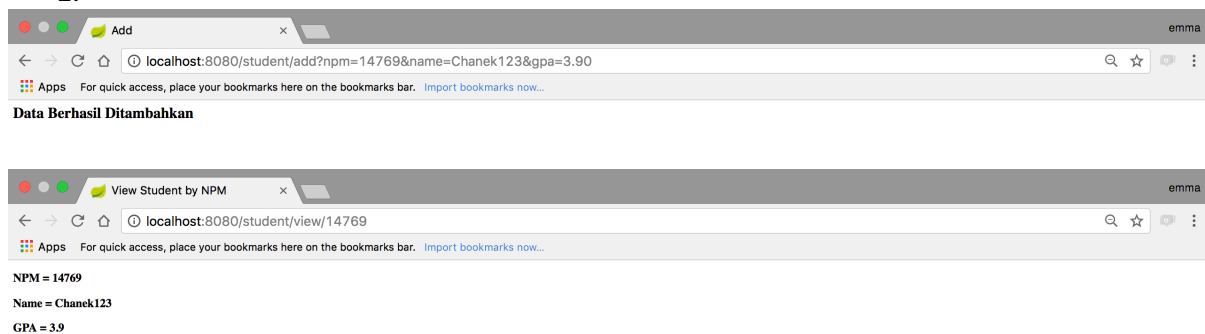 Add
emma
localhost:8080/student/add?npm=14769&name=Chanek123&gpa=3.90
Apps For quick access, place your bookmarks here on the bookmarks bar. Import bookmarks now...
Data Berhasil Ditambahkan
View Student by NPM
emma
localhost:8080/student/view/14769
Apps For quick access, place your bookmarks here on the bookmarks bar. Import bookmarks now...
NPM = 14769
Name = Chanek123
GPA = 3.9